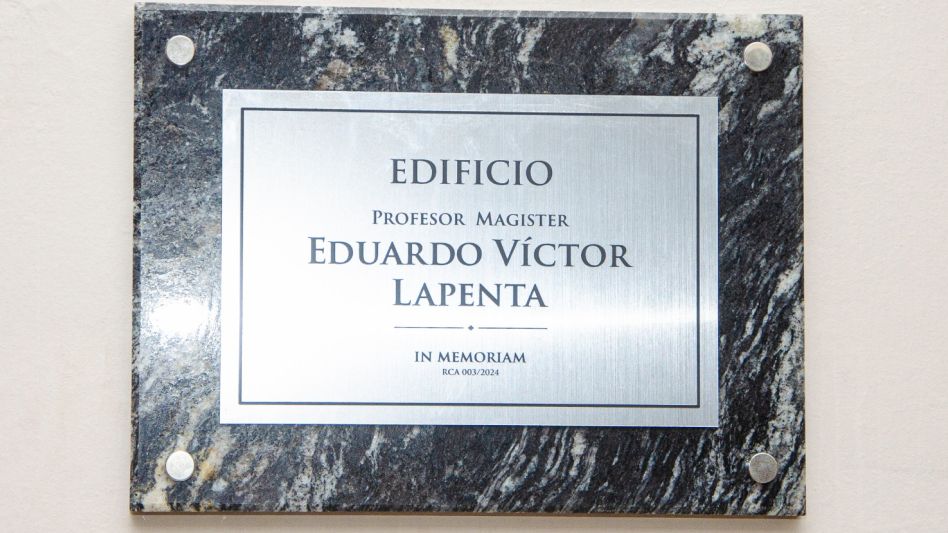 EDIFICIO
PROFESOR MAGISTER
EDUARDO VÍCTOR
LAPENTA
IN MEMORIAM
RCA 003/2024